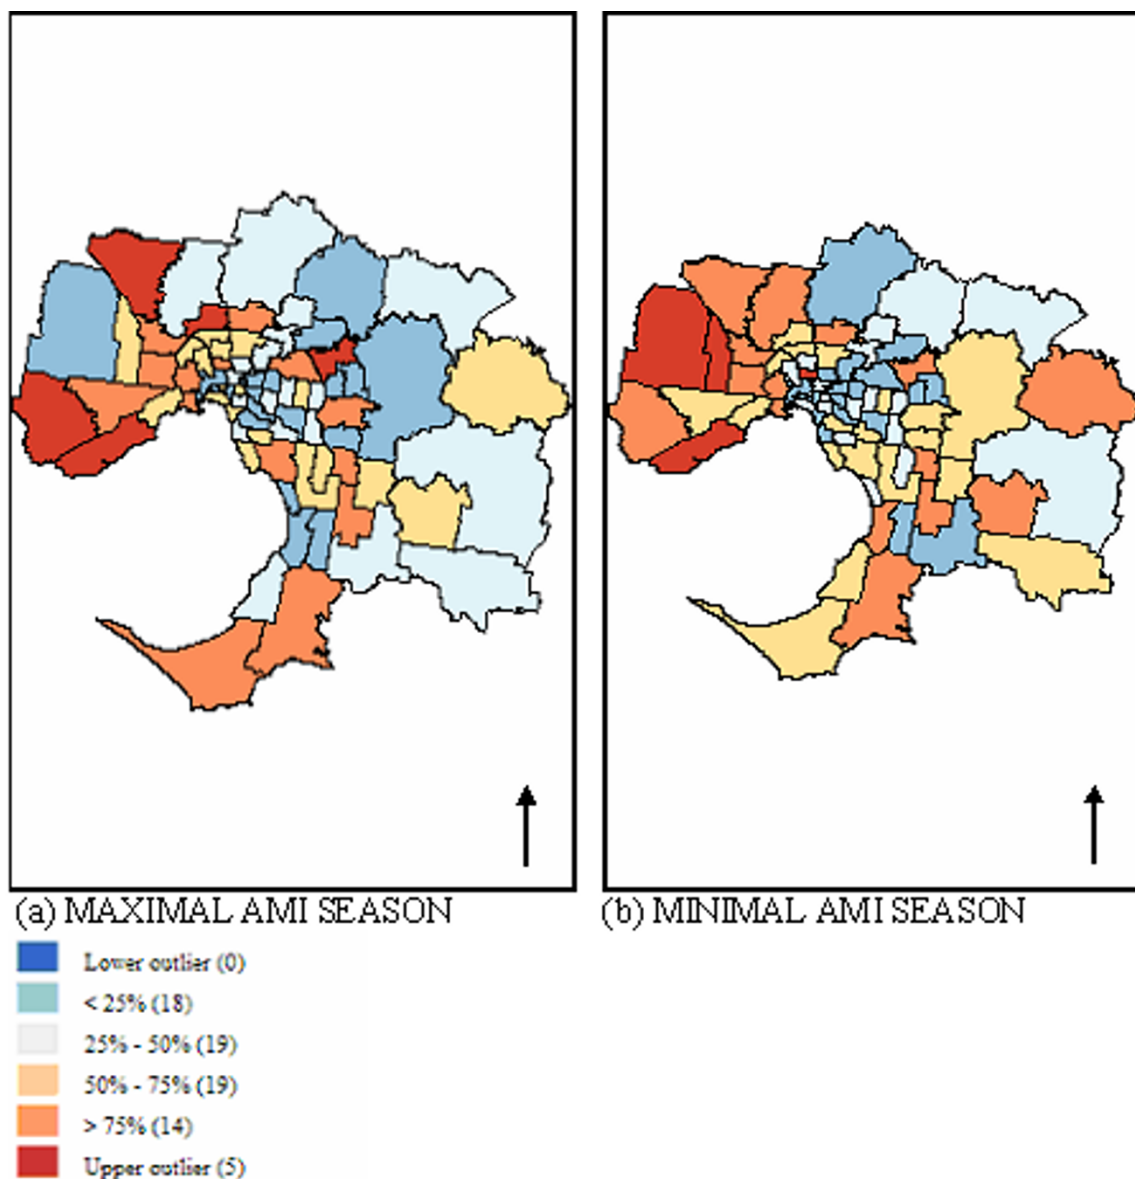 (a) MAXIMAL AMI SEASON
(b) MINIMAL AMI SEASON
Lower outlier (0)
< 25% (18)
25% - 50% (19)
50% - 75% (19)
> 75% (14)
Upper outlier (5)